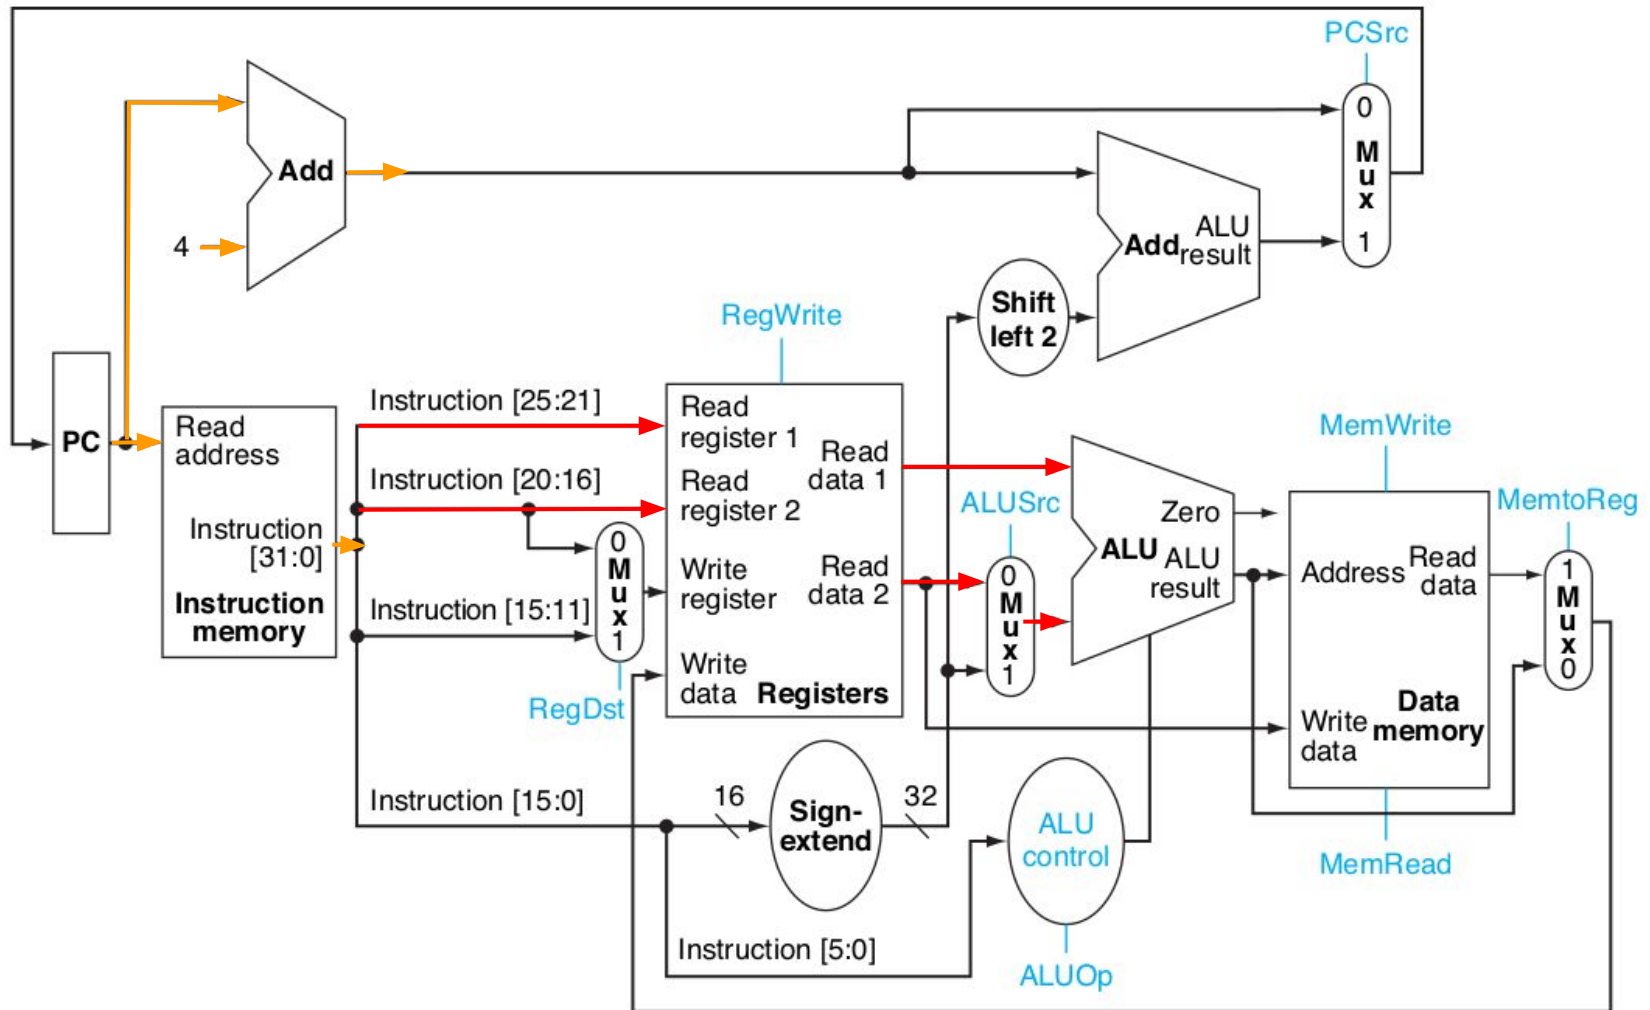 PCSrc
0
M
u
x
1
Add
4
Add
ALU
result
Shift
left 2
RegWrite
PC
Read
address
Instruction
[31:0]
Instruction
memory
Instruction [25:21]
Instruction [20:16]
Instruction [15:11]
0
M
u
x
1
RegDst
Read
register 1
Read
register 2
Write
register
Write
data
Read
data 1
Read
data 2
Registers
ALUSrc
0
M
u
x
1
Zero
ALU
ALU
result
MemWrite
Address
Read
data
Write
data
Data
memory
MemRead
MemtoReg
1
M
u
x
0
Instruction [15:0]
16
Sign-
extend
32
ALU
control
Instruction [5:0]
ALUOp